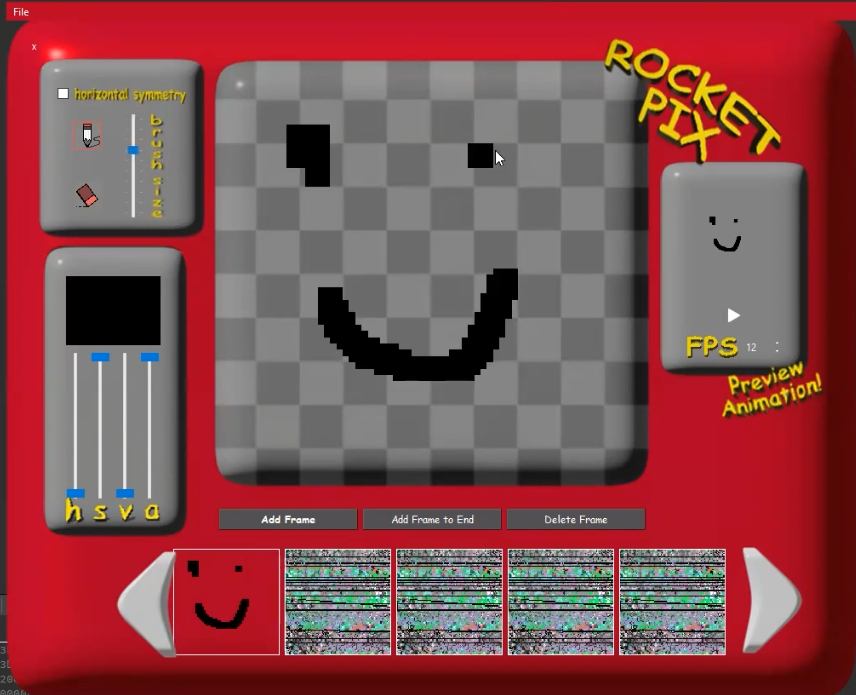 File
x
ROCKET
PIX
horizontal symmetry
brush size
FPS 12
Preview
Animation!
h s v a
Add Frame
Add Frame to End
Delete Frame